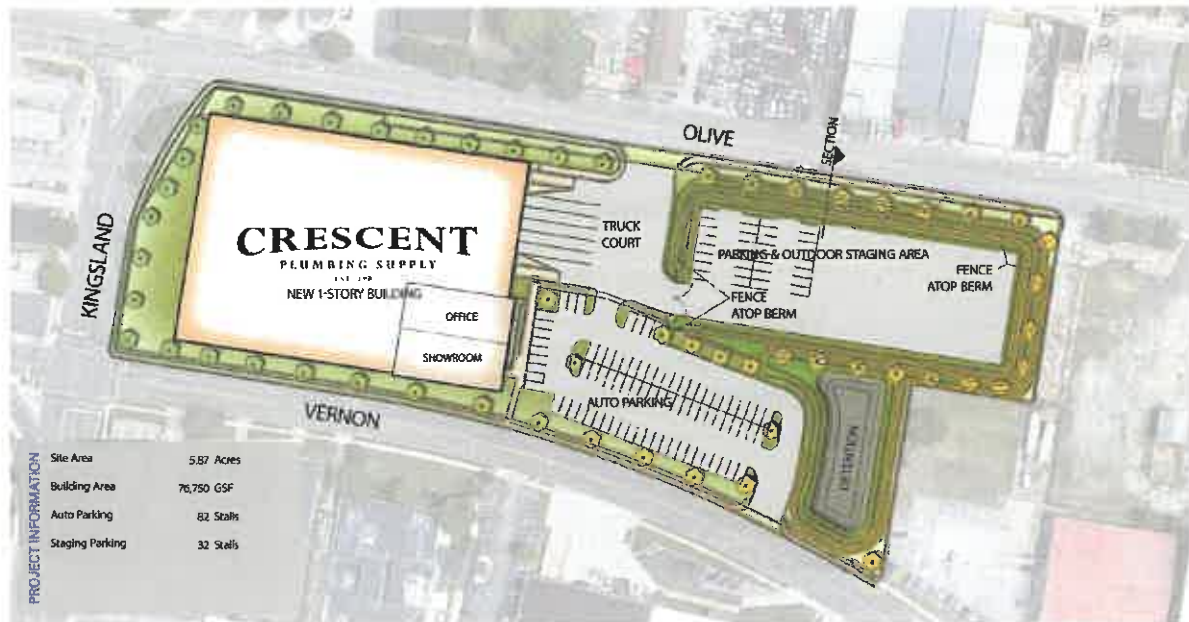 OLIVE
SECTION
KINGSLAND
CRESCENT
PLUMBING SUPPLY
NEW 1-STORY BUILDING
OFFICE
SHOWROOM
TRUCK
COURT
PARKING & OUTDOOR STAGING AREA
FENCE
ATOP BERM
FENCE
ATOP BERM
AUTO PARKING
DETENTION
VERNON
PROJECT INFORMATION
Site Area 5.87 Acres
Building Area 76,750 GSF
Auto Parking 82 Stalls
Staging Parking 32 Stalls